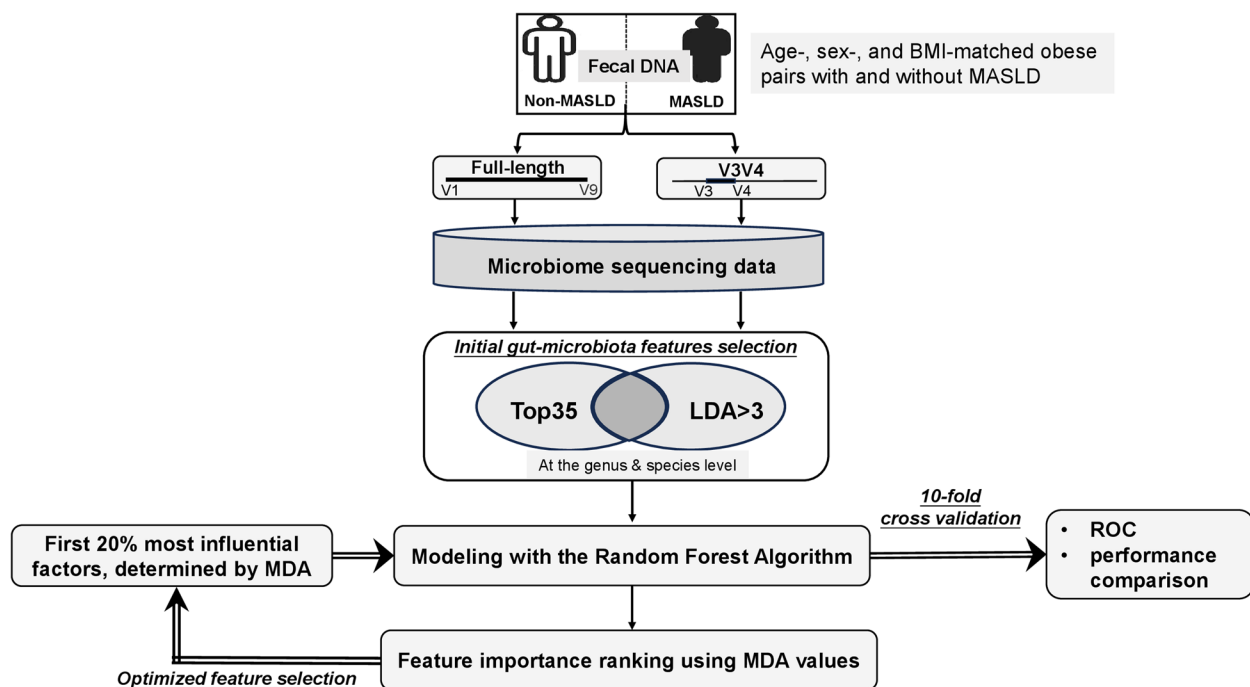 Fecal DNA
Non-MASLD
MASLD
Age-, sex-, and BMI-matched obese
pairs with and without MASLD
Full-length
V1
V9
V3V4
V3
V4
Microbiome sequencing data
Initial gut-microbiota features selection
Top35
LDA>3
At the genus & species level
First 20% most influential
factors, determined by MDA
Modeling with the Random Forest Algorithm
10-fold
cross validation
• ROC
• performance
comparison
Feature importance ranking using MDA values
Optimized feature selection